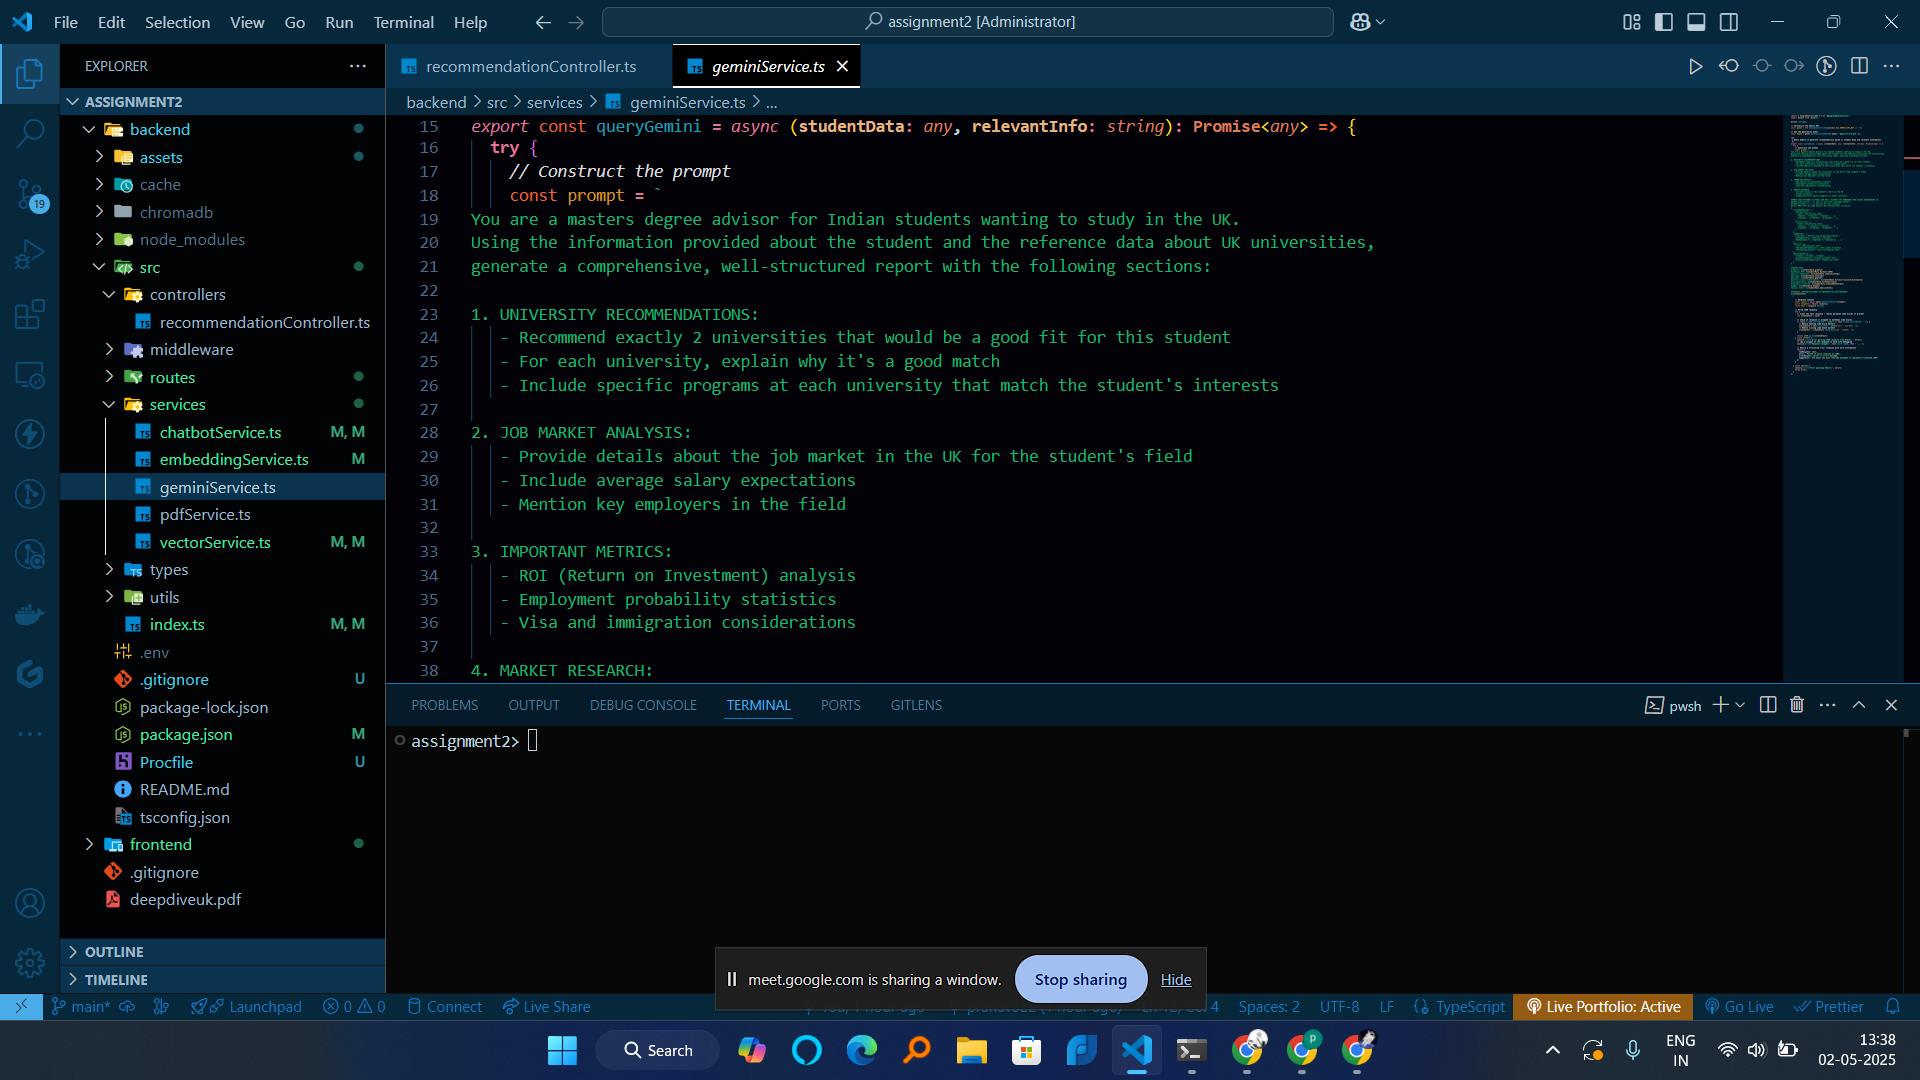 File Edit Selection View Go Run Terminal Help
assignment2 [Administrator]
EXPLORER
ASSIGNMENT2
backend
assets
cache
chromadb
node_modules
src
controllers
recommendationController.ts
middleware
routes
services
chatbotService.ts M, M
embeddingService.ts M
geminiService.ts
pdfService.ts
vectorService.ts M, M
types
utils
index.ts M, M
.env
.gitignore U
package-lock.json
package.json M
Procfile U
README.md
tsconfig.json
frontend
.gitignore
deepdiveuk.pdf
OUTLINE
TIMELINE
19
recommendationController.ts
geminiService.ts
backend > src > services > geminiService.ts > ...
15 export const queryGemini = async (studentData: any, relevantInfo: string): Promise<any> => {
16 try {
17 // Construct the prompt
18 const prompt = `
19 You are a masters degree advisor for Indian students wanting to study in the UK.
20 Using the information provided about the student and the reference data about UK universities,
21 generate a comprehensive, well-structured report with the following sections:
22
23 1. UNIVERSITY RECOMMENDATIONS:
24 - Recommend exactly 2 universities that would be a good fit for this student
25 - For each university, explain why it's a good match
26 - Include specific programs at each university that match the student's interests
27
28 2. JOB MARKET ANALYSIS:
29 - Provide details about the job market in the UK for the student's field
30 - Include average salary expectations
31 - Mention key employers in the field
32
33 3. IMPORTANT METRICS:
34 - ROI (Return on Investment) analysis
35 - Employment probability statistics
36 - Visa and immigration considerations
37
38 4. MARKET RESEARCH:
PROBLEMS OUTPUT DEBUG CONSOLE TERMINAL PORTS GITLENS
pwsh
assignment2>
meet.google.com is sharing a window. Stop sharing Hide
main* Launchpad 0 0 Connect Live Share
Spaces: 2 UTF-8 LF {} TypeScript Live Portfolio: Active Go Live Prettier
Search
ENG
IN
13:38
02-05-2025